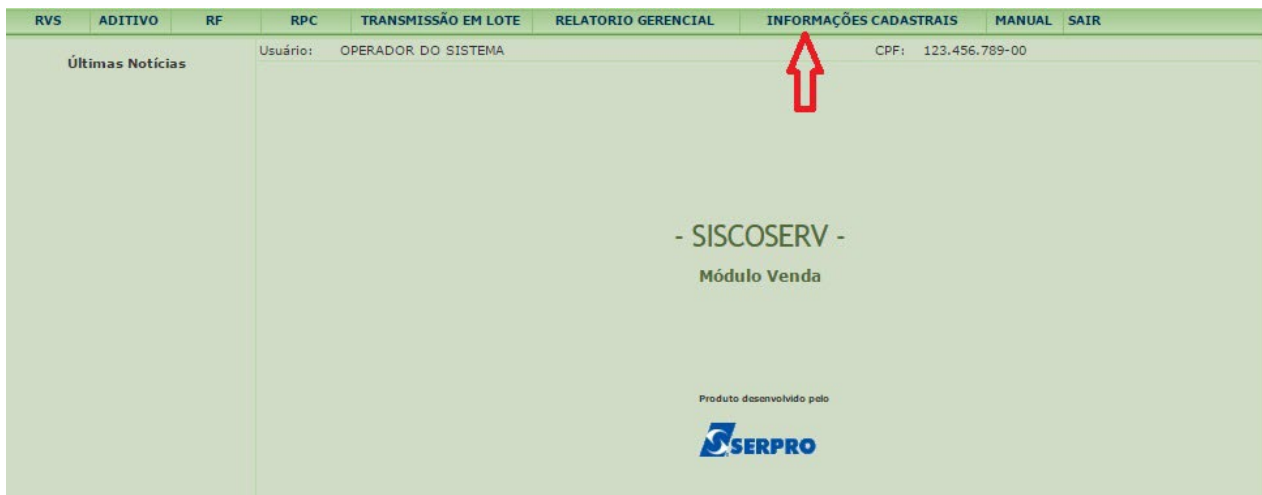 RVS ADITIVO RF RPC TRANSMISSÃO EM LOTE RELATORIO GERENCIAL INFORMAÇÕES CADASTRAIS MANUAL SAIR
Últimas Notícias
Usuário: OPERADOR DO SISTEMA CPF: 123.456.789-00
- SISCOSERV -
Módulo Venda
Produto desenvolvido pelo
SERPRO